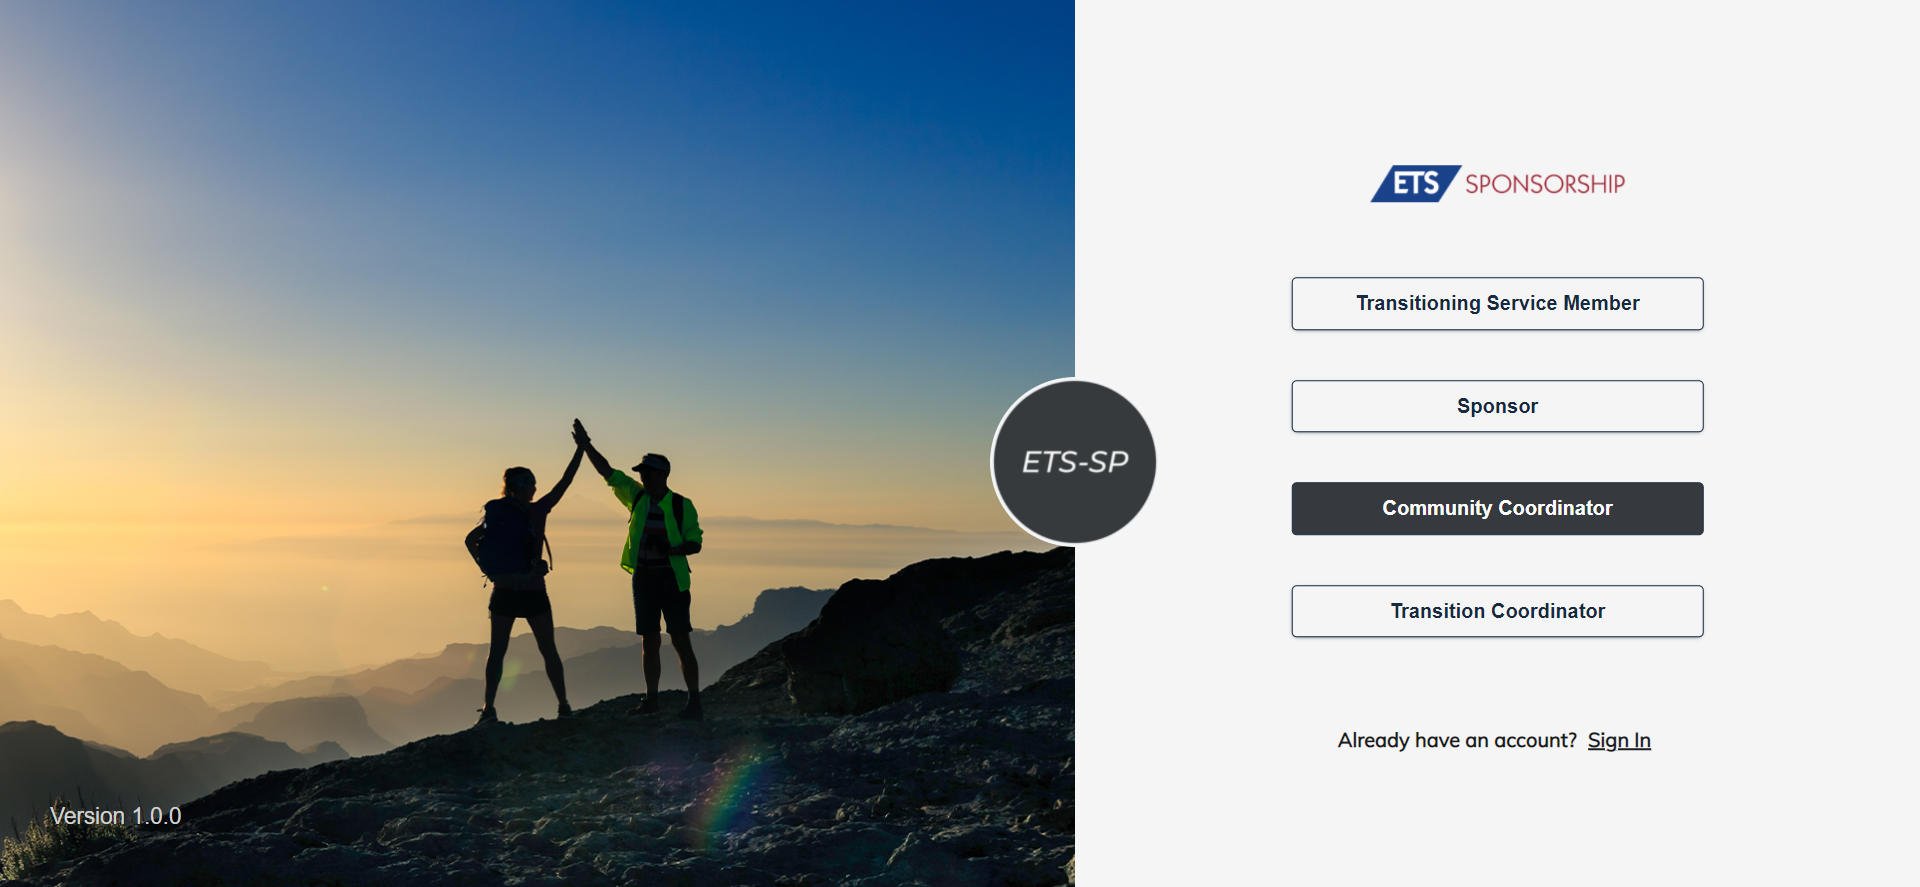 ETS SPONSORSHIP
Transitioning Service Member
Sponsor
ETS-SP
Community Coordinator
Transition Coordinator
Already have an account? Sign In
Version 1.0.0